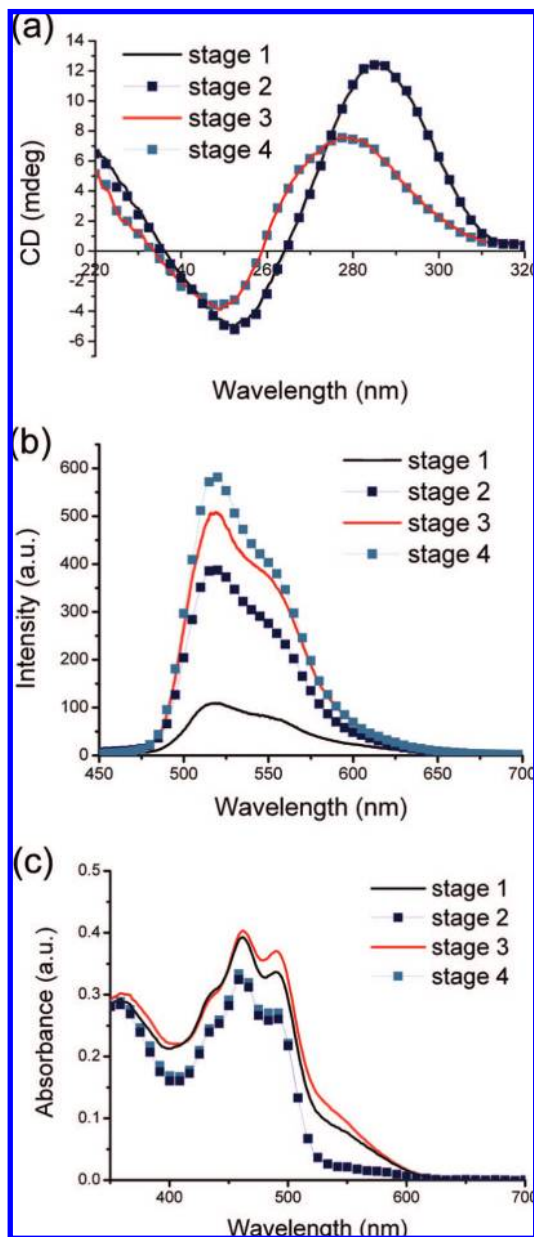 (a)
stage 1
stage 2
stage 3
stage 4
14
12
10
8
6
4
2
0
-2
-4
-6
220 240 260 280 300 320
CD (mdeg)
Wavelength (nm)
(b)
stage 1
stage 2
stage 3
stage 4
600
500
400
300
200
100
0
450 500 550 600 650 700
Intensity (a.u.)
Wavelength (nm)
(c)
stage 1
stage 2
stage 3
stage 4
0.5
0.4
0.3
0.2
0.1
0.0
400 500 600 700
Absorbance (a.u.)
Wavelength (nm)